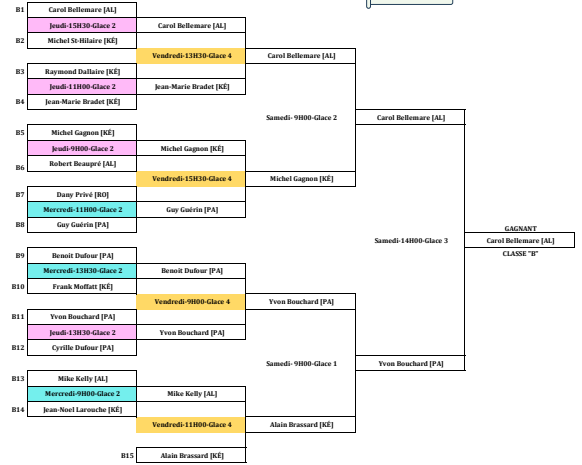 B1 Carol Bellemare [AL]
Jeudi-15H30-Glace 2 Carol Bellemare [AL]
B2 Michel St-Hilaire [KÉ]
Vendredi-13H30-Glace 4 Carol Bellemare [AL]
B3 Raymond Dallaire [KÉ]
Jeudi-11H00-Glace 2 Jean-Marie Bradet [KÉ]
B4 Jean-Marie Bradet [KÉ]
Samedi- 9H00-Glace 2 Carol Bellemare [AL]
B5 Michel Gagnon [KÉ]
Jeudi-9H00-Glace 2 Michel Gagnon [KÉ]
B6 Robert Beaupré [AL]
Vendredi-15H30-Glace 4 Michel Gagnon [KÉ]
B7 Dany Privé [RO]
Mercredi-11H00-Glace 2 Guy Guérin [PA]
B8 Guy Guérin [PA]
Samedi-14H00-Glace 3
GAGNANT
Carol Bellemare [AL]
CLASSE "B"
B9 Benoit Dufour [PA]
Mercredi-13H30-Glace 2 Benoit Dufour [PA]
B10 Frank Moffatt [KÉ]
Vendredi-9H00-Glace 4 Yvon Bouchard [PA]
B11 Yvon Bouchard [PA]
Jeudi-13H30-Glace 2 Yvon Bouchard [PA]
B12 Cyrille Dufour [PA]
Samedi- 9H00-Glace 1 Yvon Bouchard [PA]
B13 Mike Kelly [AL]
Mercredi-9H00-Glace 2 Mike Kelly [AL]
B14 Jean-Noel Larouche [KÉ]
Vendredi-11H00-Glace 4 Alain Brassard [KÉ]
B15 Alain Brassard [KÉ]